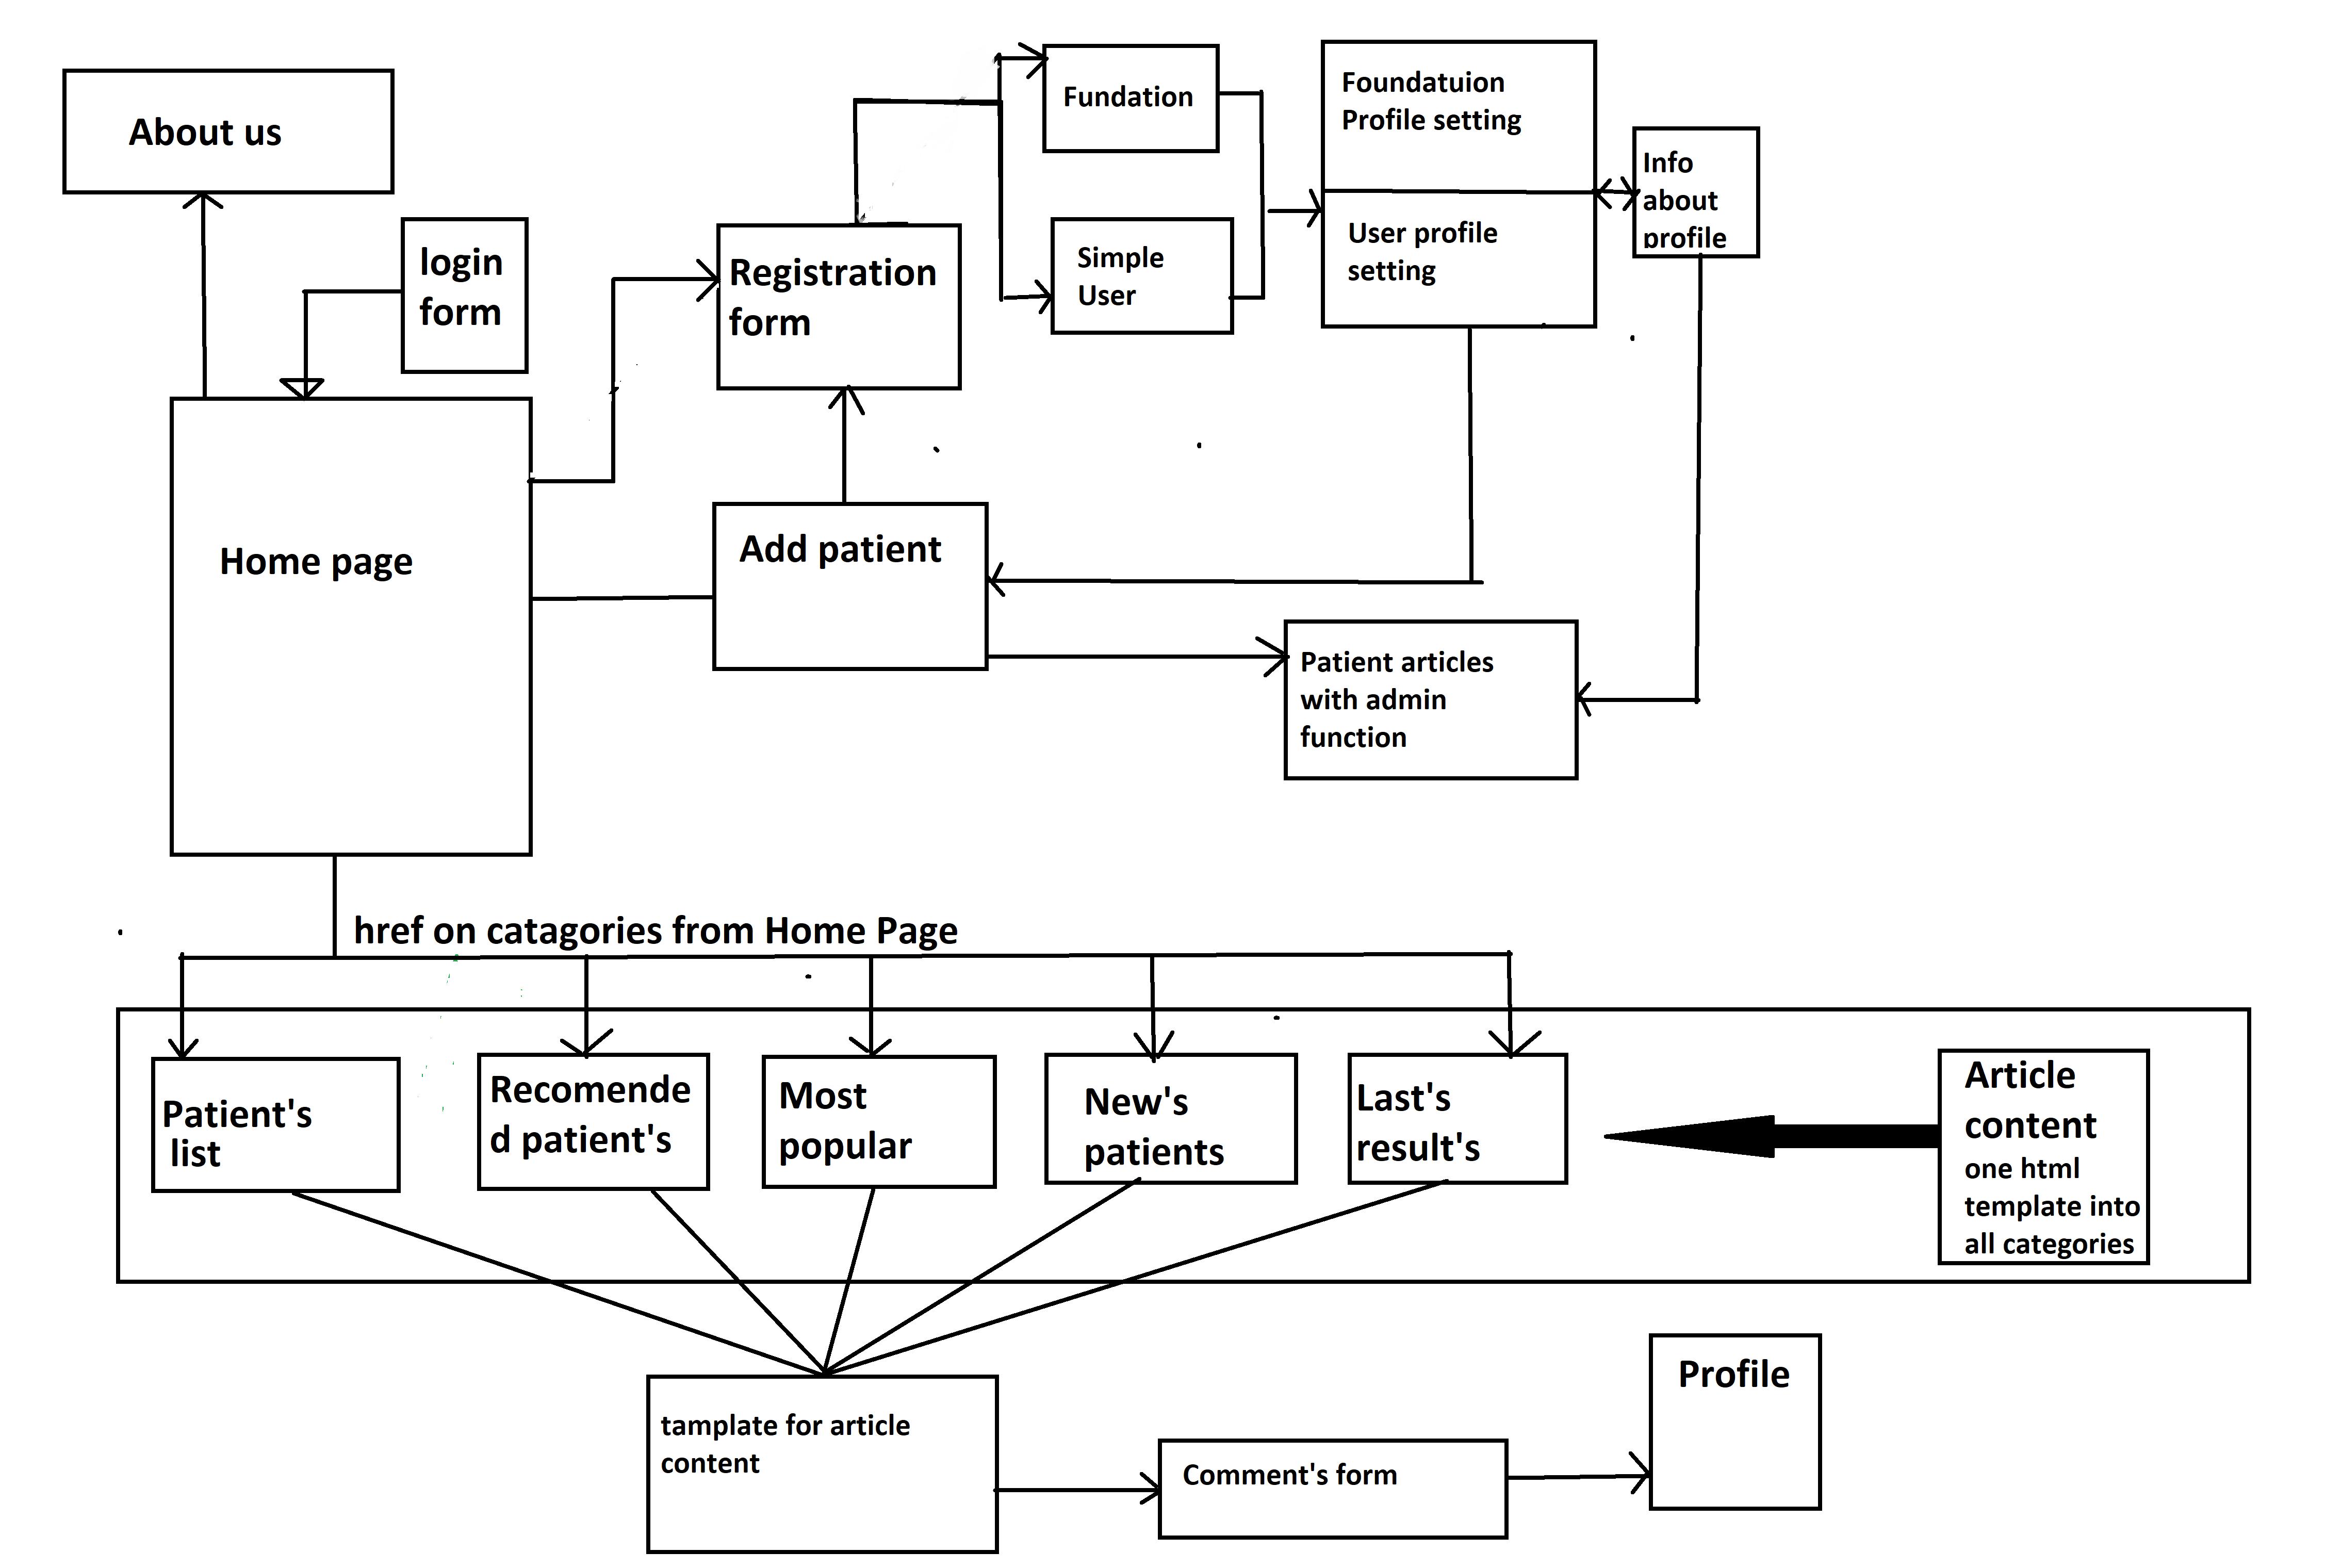 About us
login
form
Home page
Registration
form
Fundation
Simple
User
Foundatuion
Profile setting
User profile
setting
Info
about
profile
Add patient
Patient articles
with admin
function
href on catagories from Home Page
Patient's
list
Recomende
d patient's
Most
popular
New's
patients
Last's
result's
Article
content
one html
template into
all categories
tamplate for article
content
Comment's form
Profile